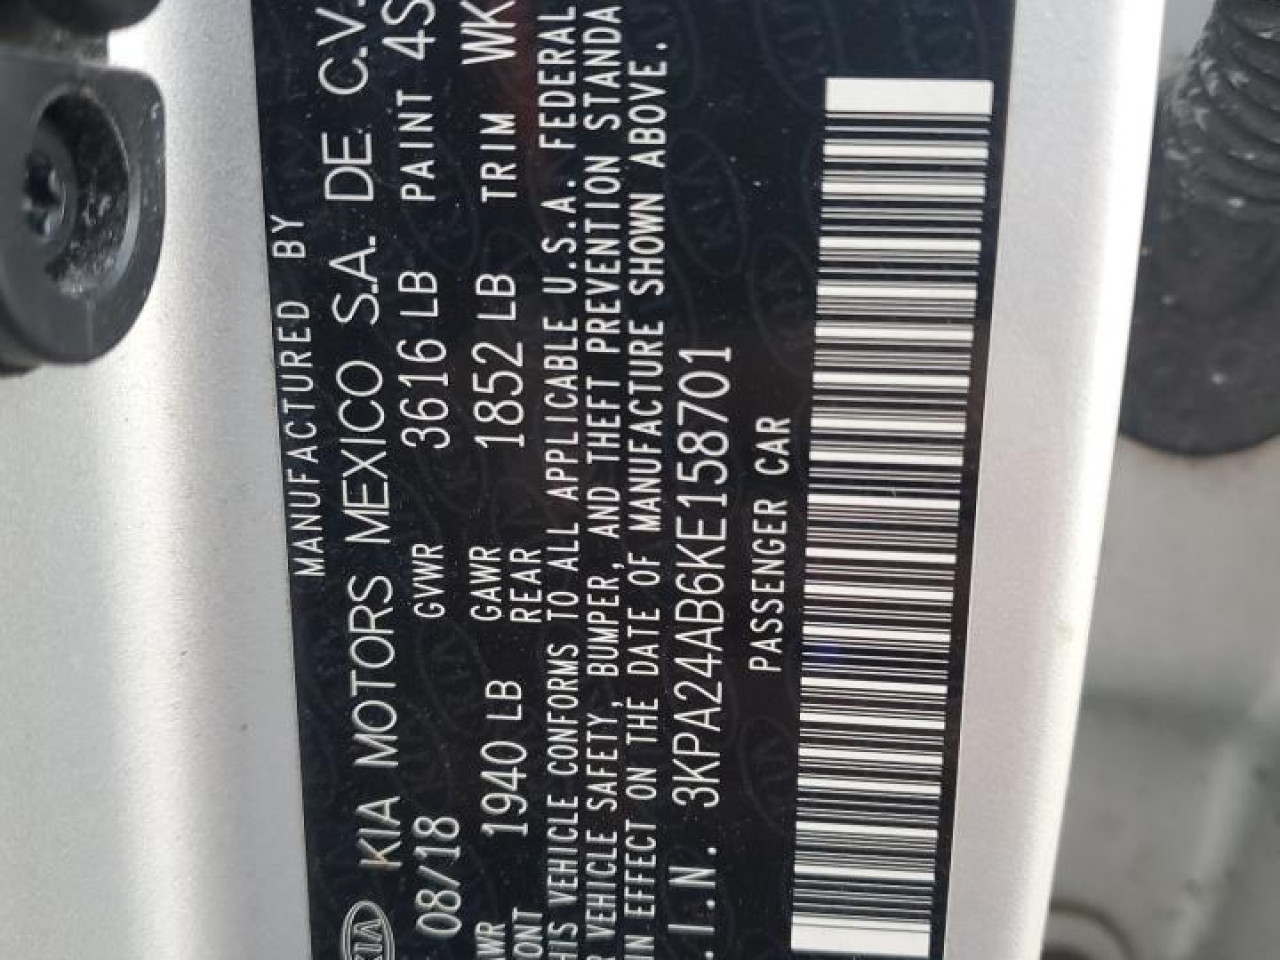 MANUFACTURED BY
KIA KIA MOTORS MEXICO S.A. DE C.V.
08/18 GVWR 3616 LB PAINT 4S
1940 LB GAWR REAR 1852 LB TRIM WK
VEHICLE CONFORMS TO ALL APPLICABLE U.S.A. FEDERAL
VEHICLE SAFETY, BUMPER, AND THEFT PREVENTION
IN EFFECT ON THE DATE OF MANUFACTURE SHOWN ABOVE.
.I.N. 3KPA24AB6KE158701
PASSENGER CAR